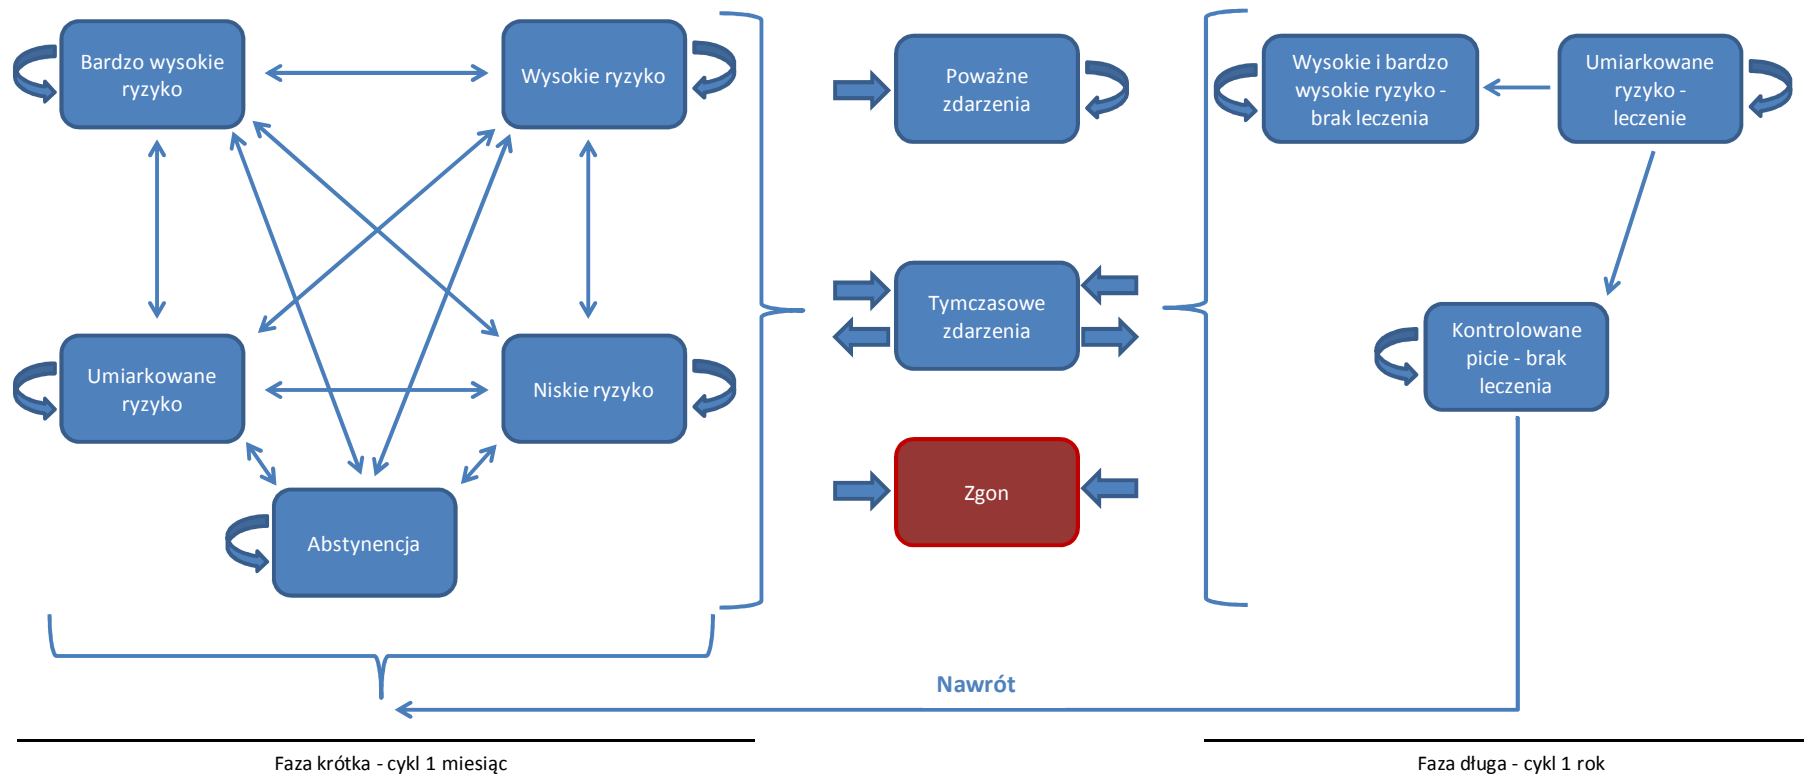 Bardzo wysokie
ryzyko
Wysokie ryzyko
Poważne
zdarzenia
Wysokie i bardzo
wysokie ryzyko -
brak leczenia
Umiarkowane
ryzyko -
leczenie
Tymczasowe
zdarzenia
Kontrolowane
picie - brak
leczenia
Umiarkowane
ryzyko
Niskie ryzyko
Zgon
Abstynencja
Nawrót
Faza krótka - cykl 1 miesiąc
Faza długa - cykl 1 rok